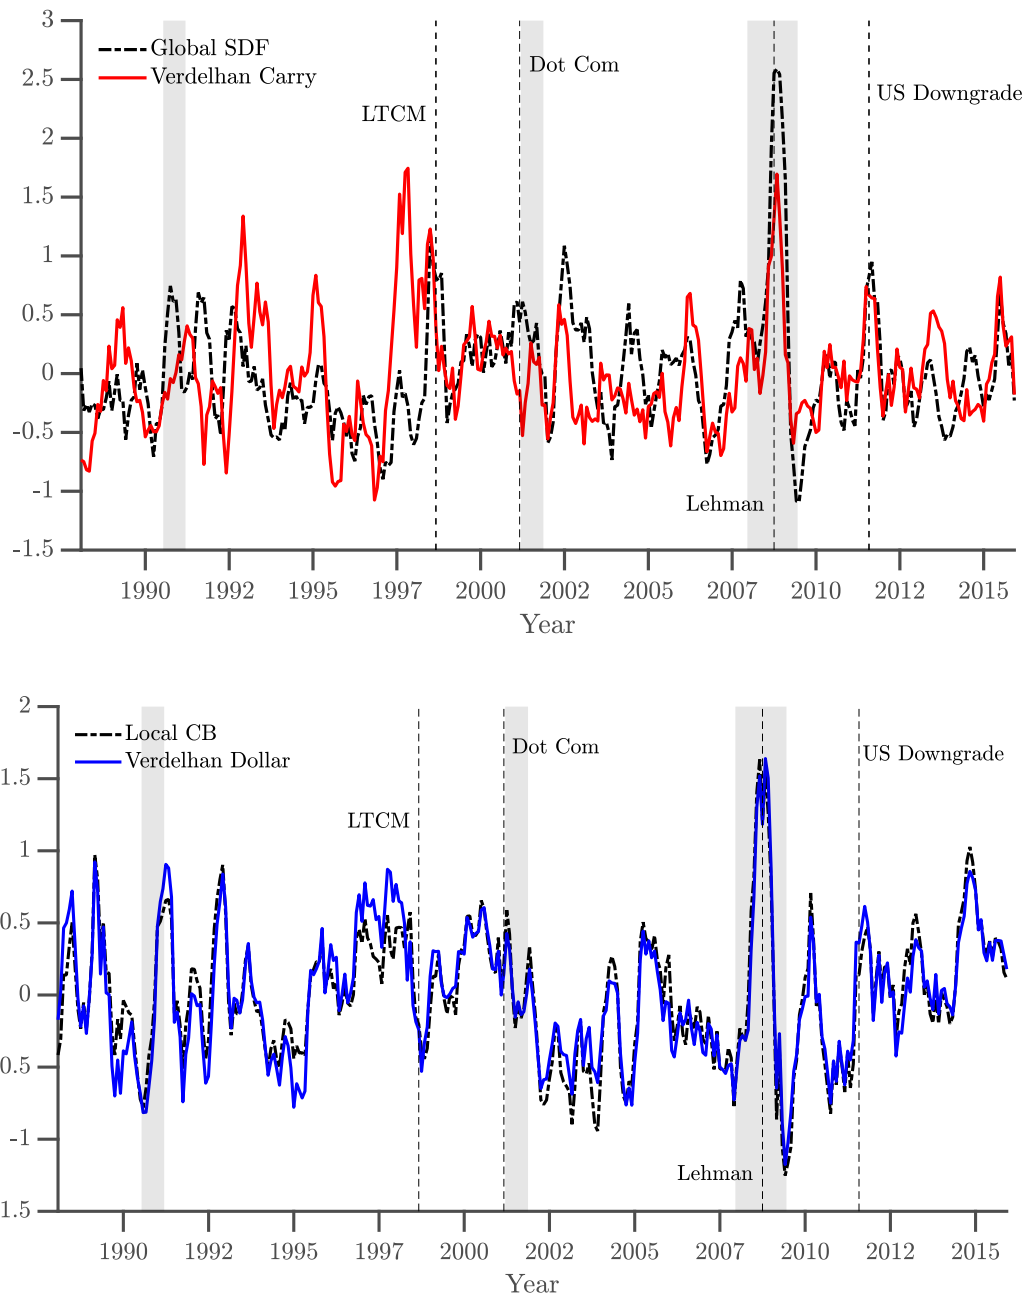 3
2.5
2
1.5
1
0.5
0
-0.5
-1
-1.5
Global SDF
Verdelhan Carry
LTCM
Dot Com
US Downgrade
Lehman
1990 1992 1995 1997 2000 2002 2005 2007 2010 2012 2015
Year
2
1.5
1
0.5
0
-0.5
-1
1.5
Local CB
Verdelhan Dollar
LTCM
Dot Com
US Downgrade
Lehman
1990 1992 1995 1997 2000 2002 2005 2007 2010 2012 2015
Year